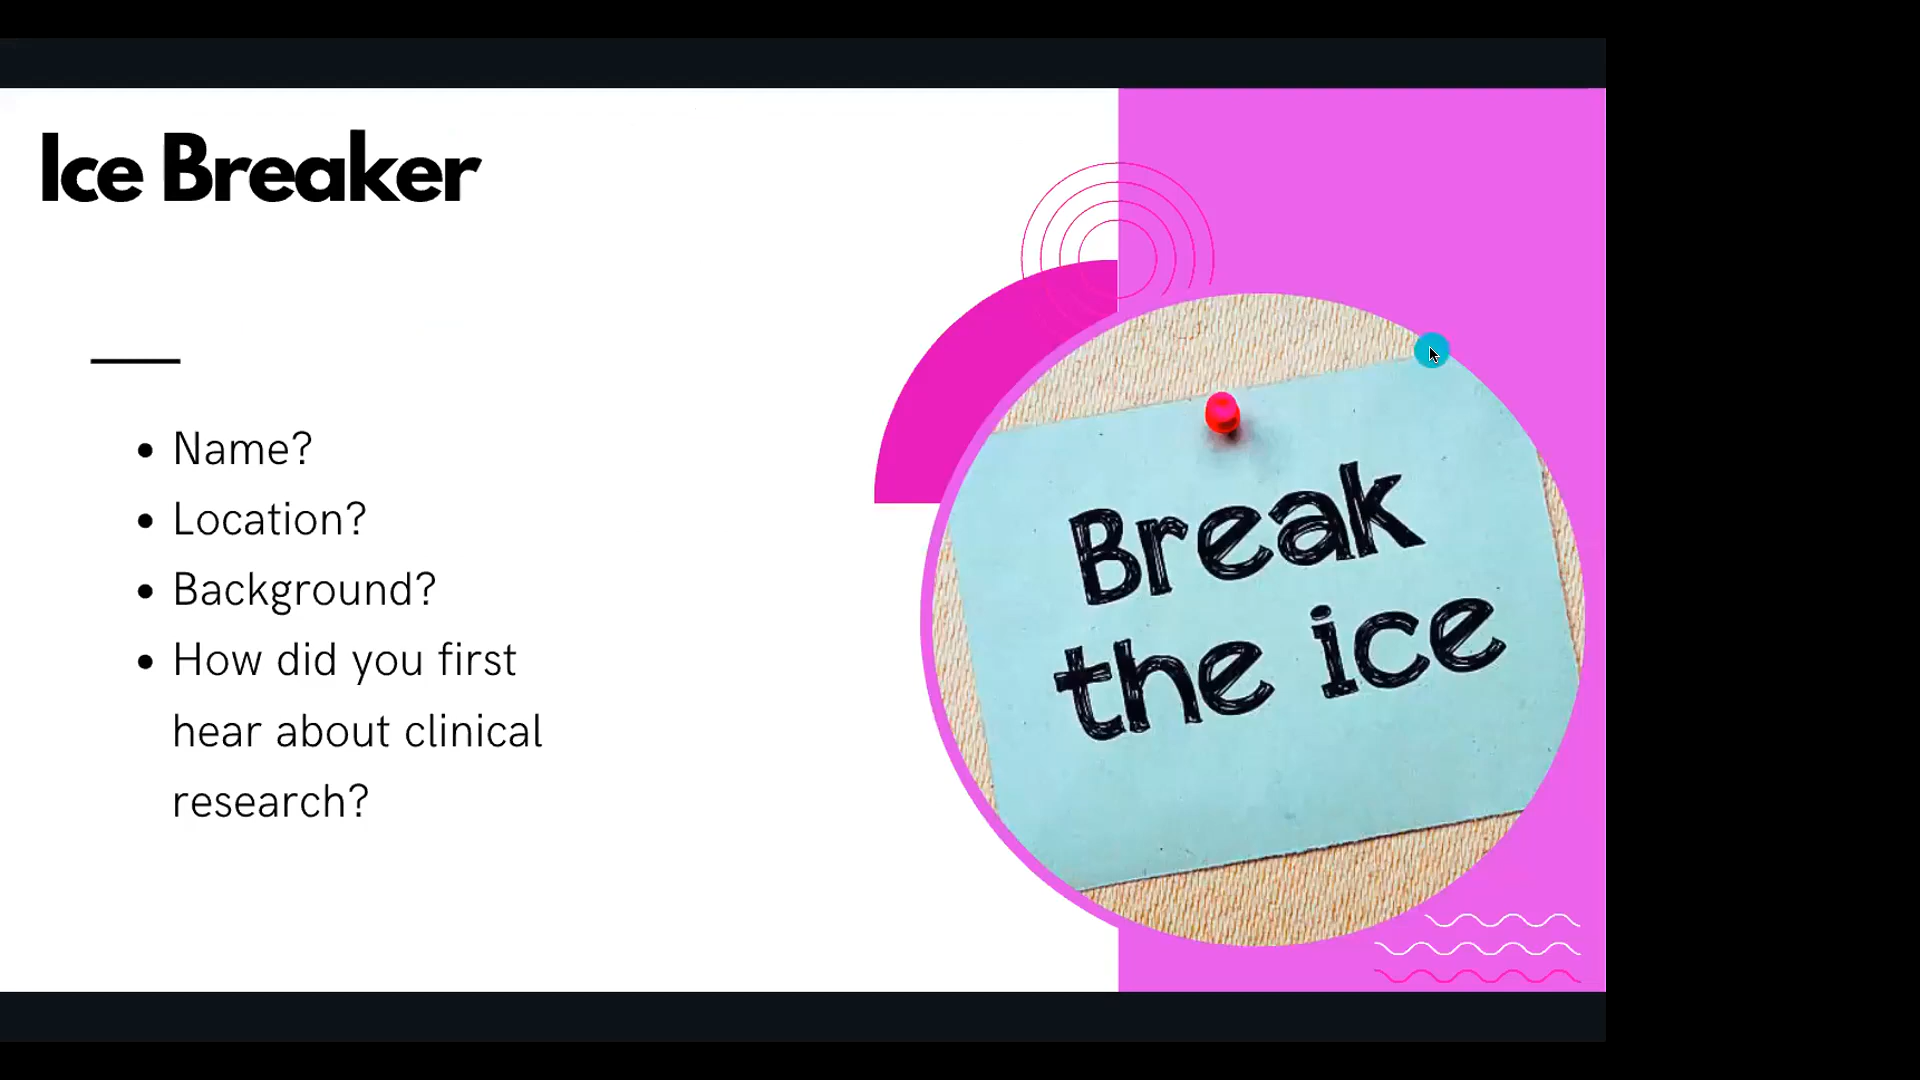 Ice Breaker
Name?
Location?
Background?
How did you first
hear about clinical
research?
Break
the ice